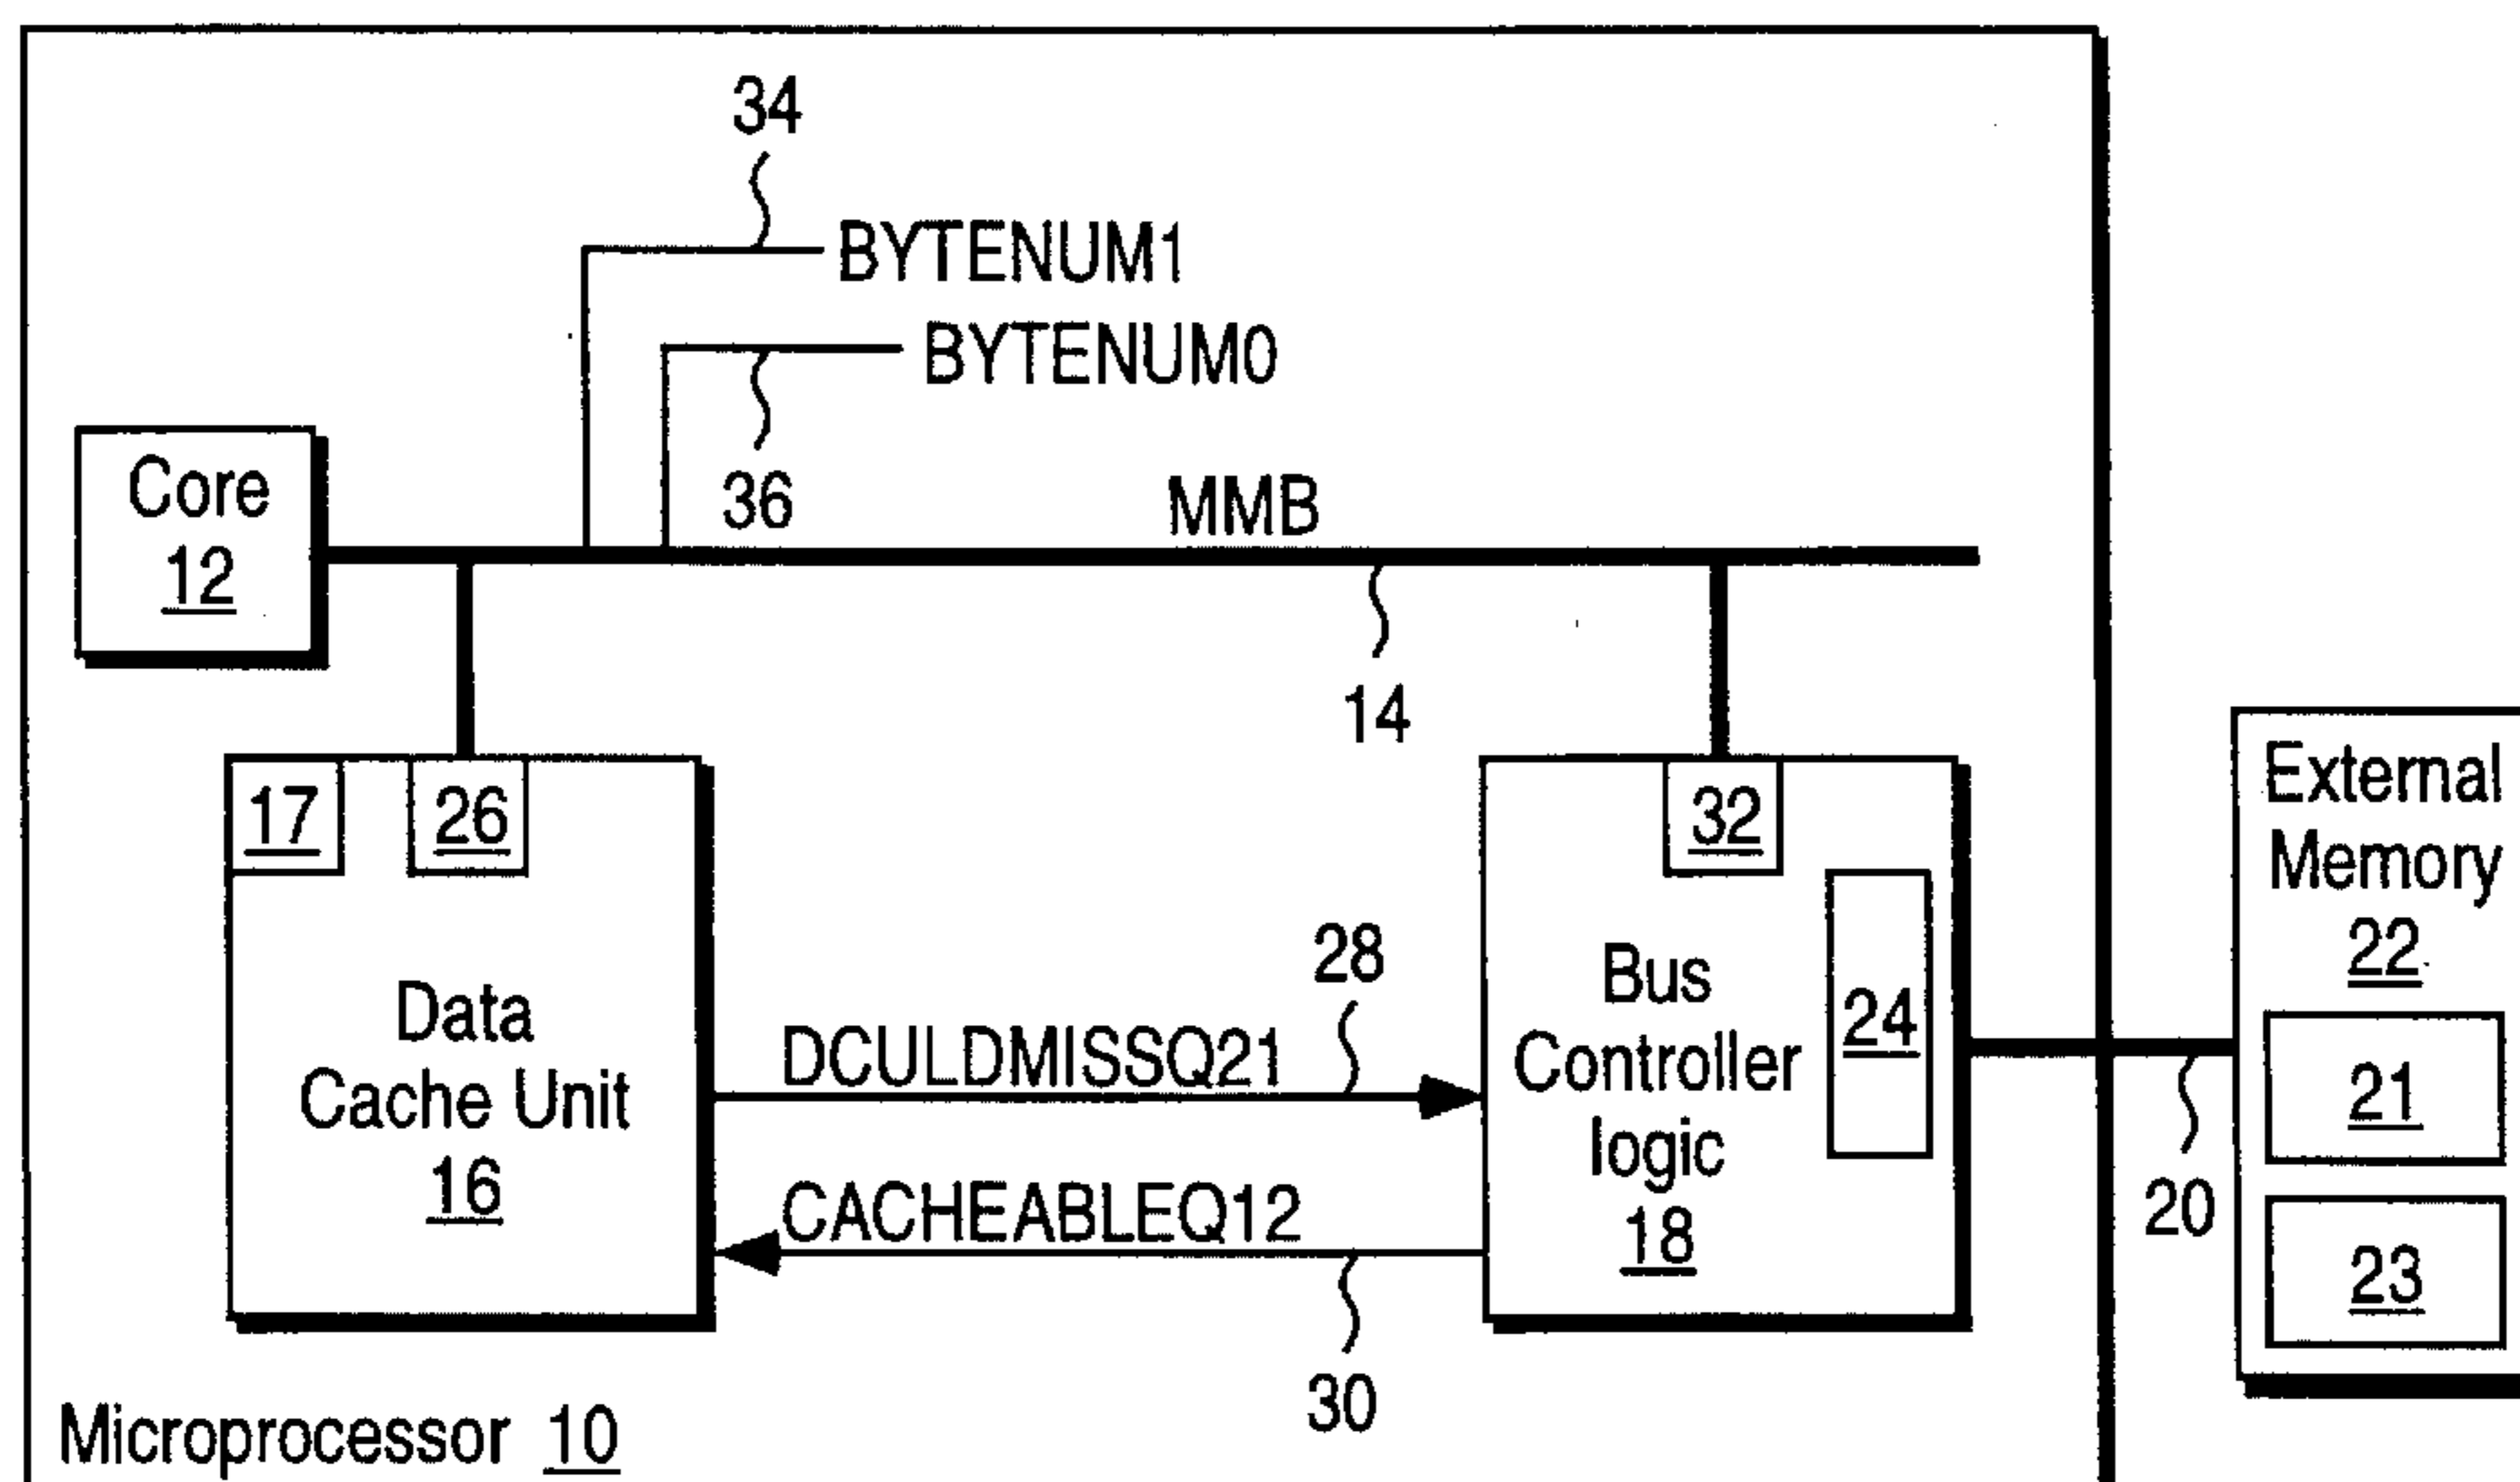 34
BYTENUM1
BYTENUM0
36
Core
12
MMB
14
17
26
32
External
Memory
22
21
23
Data
Cache Unit
16
28
DCULDMISSQ21
CACHEABLEQ12
30
Bus
Controller
logic
18
24
20
Microprocessor 10